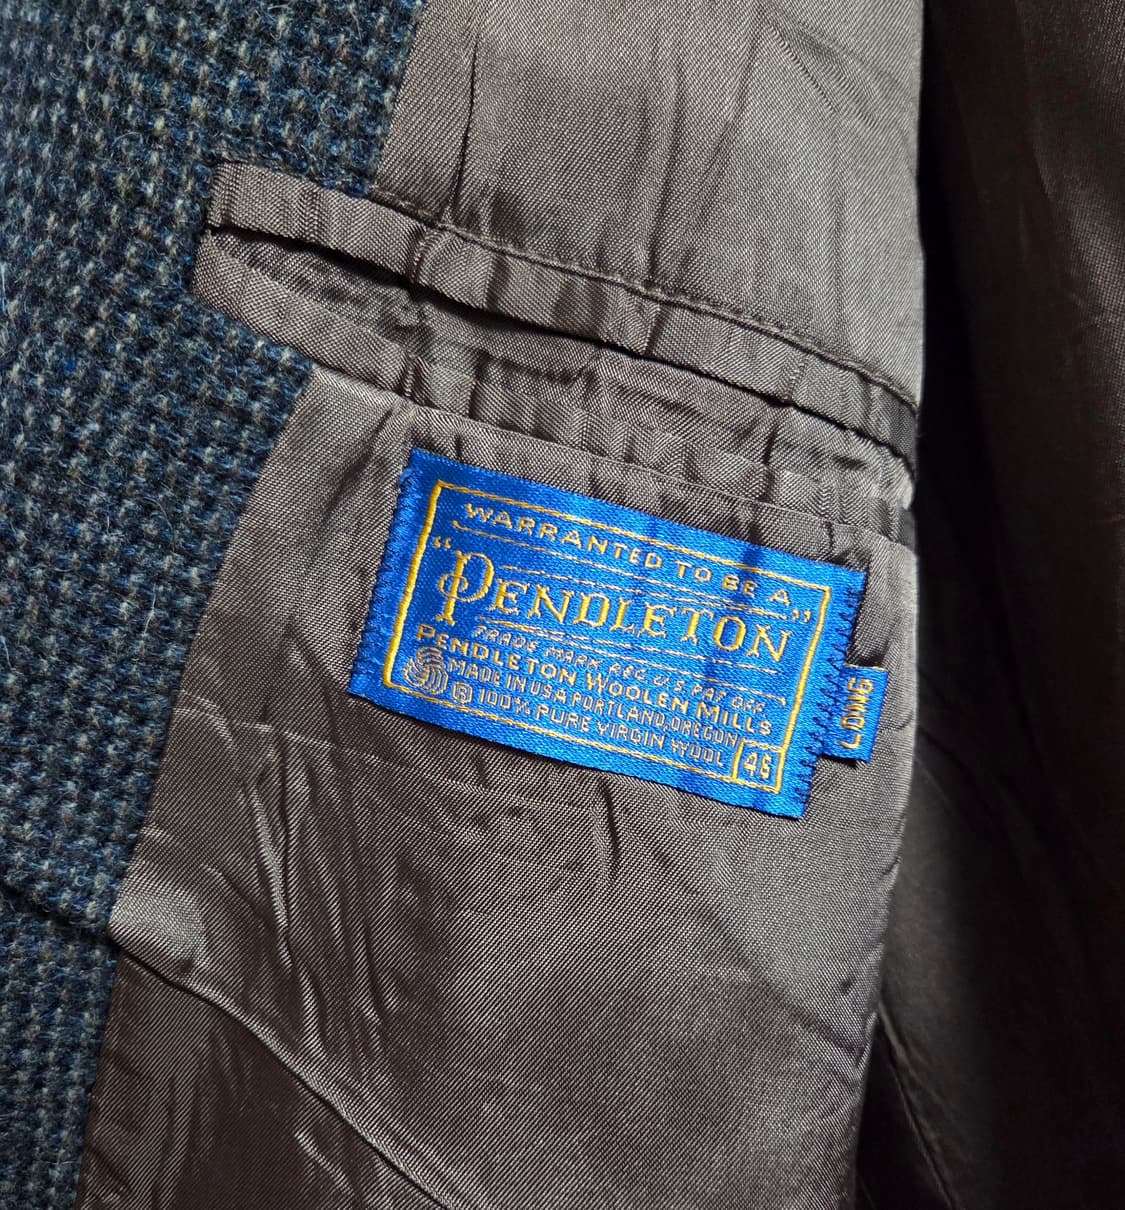 WARRANTED TO BE A
"PENDLETON"
TRADE MARK REG. U.S. PAT. OFF.
PENDLETON WOOLEN MILLS
MADE IN USA PORTLAND, OREGON
® 100% PURE VIRGIN WOOL
46
LONG